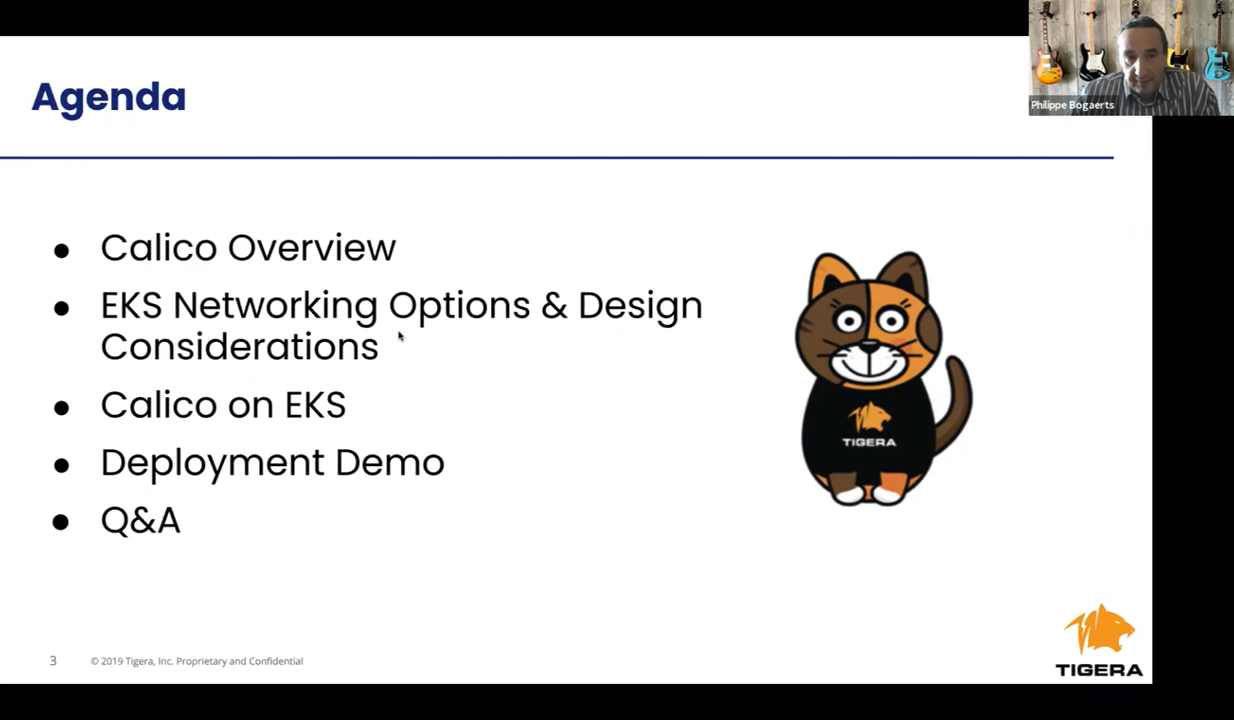 Agenda
Philippe Bogaerts
● Calico Overview
● EKS Networking Options & Design
Considerations
● Calico on EKS
● Deployment Demo
● Q&A
TIGERA
3
© 2019 Tigera, Inc. Proprietary and Confidential
TIGERA